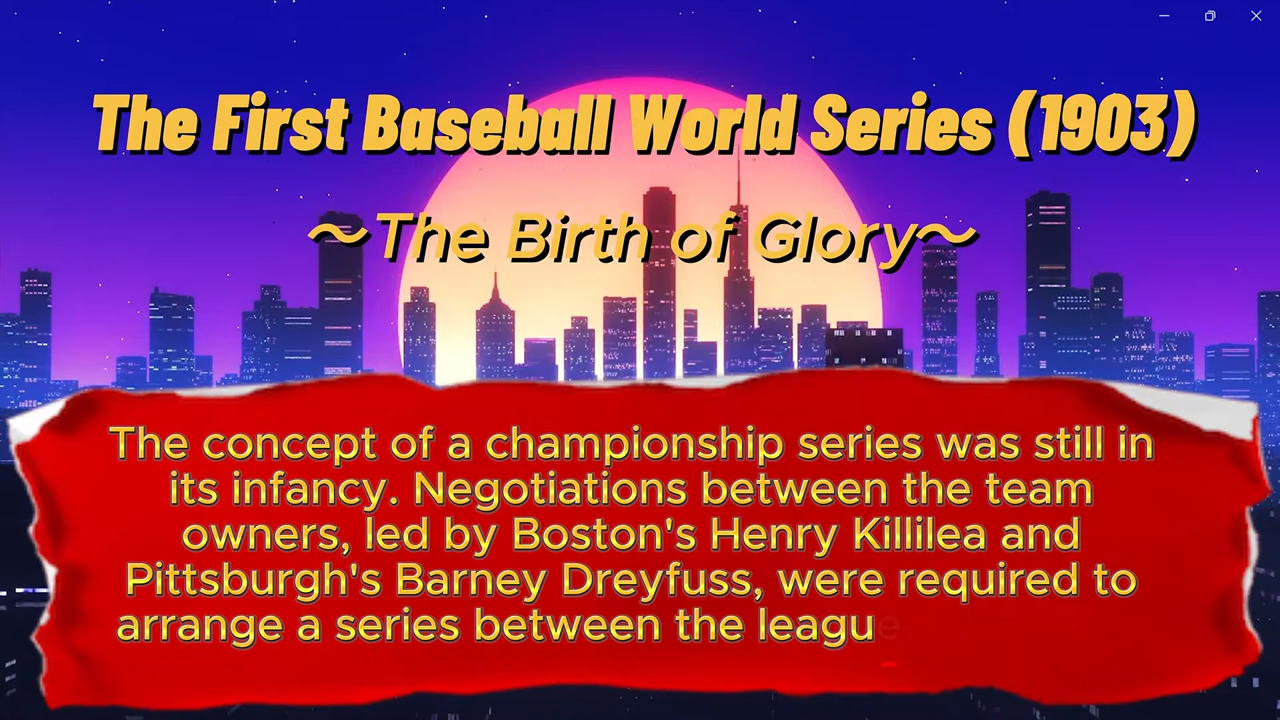 The First Baseball World Series (1903)
~The Birth of Glory~
The concept of a championship series was still in
its infancy. Negotiations between the team
owners, led by Boston's Henry Killilea and
Pittsburgh's Barney Dreyfuss, were required to
arrange a series between the league